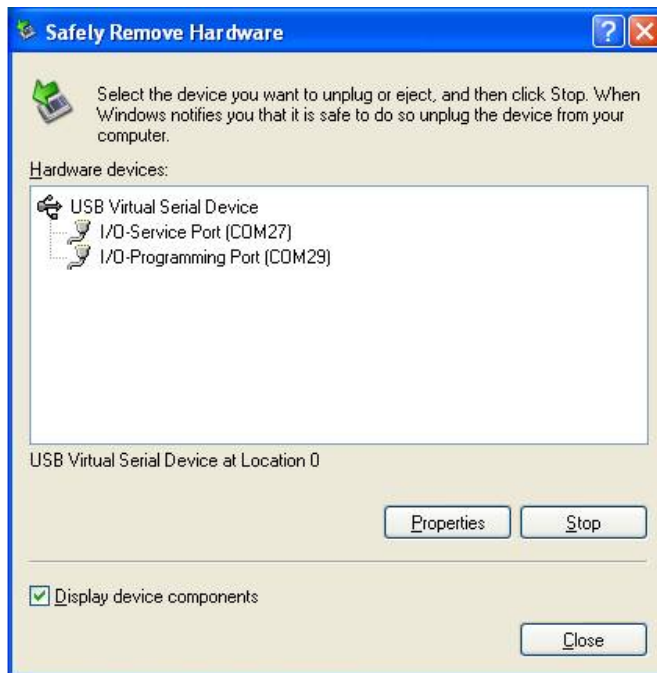 Safely Remove Hardware
Select the device you want to unplug or eject, and then click Stop. When
Windows notifies you that it is safe to do so unplug the device from your
computer.
Hardware devices:
USB Virtual Serial Device
I/O-Service Port (COM27)
I/O-Programming Port (COM29)
USB Virtual Serial Device at Location 0
Properties
Stop
Display device components
Close